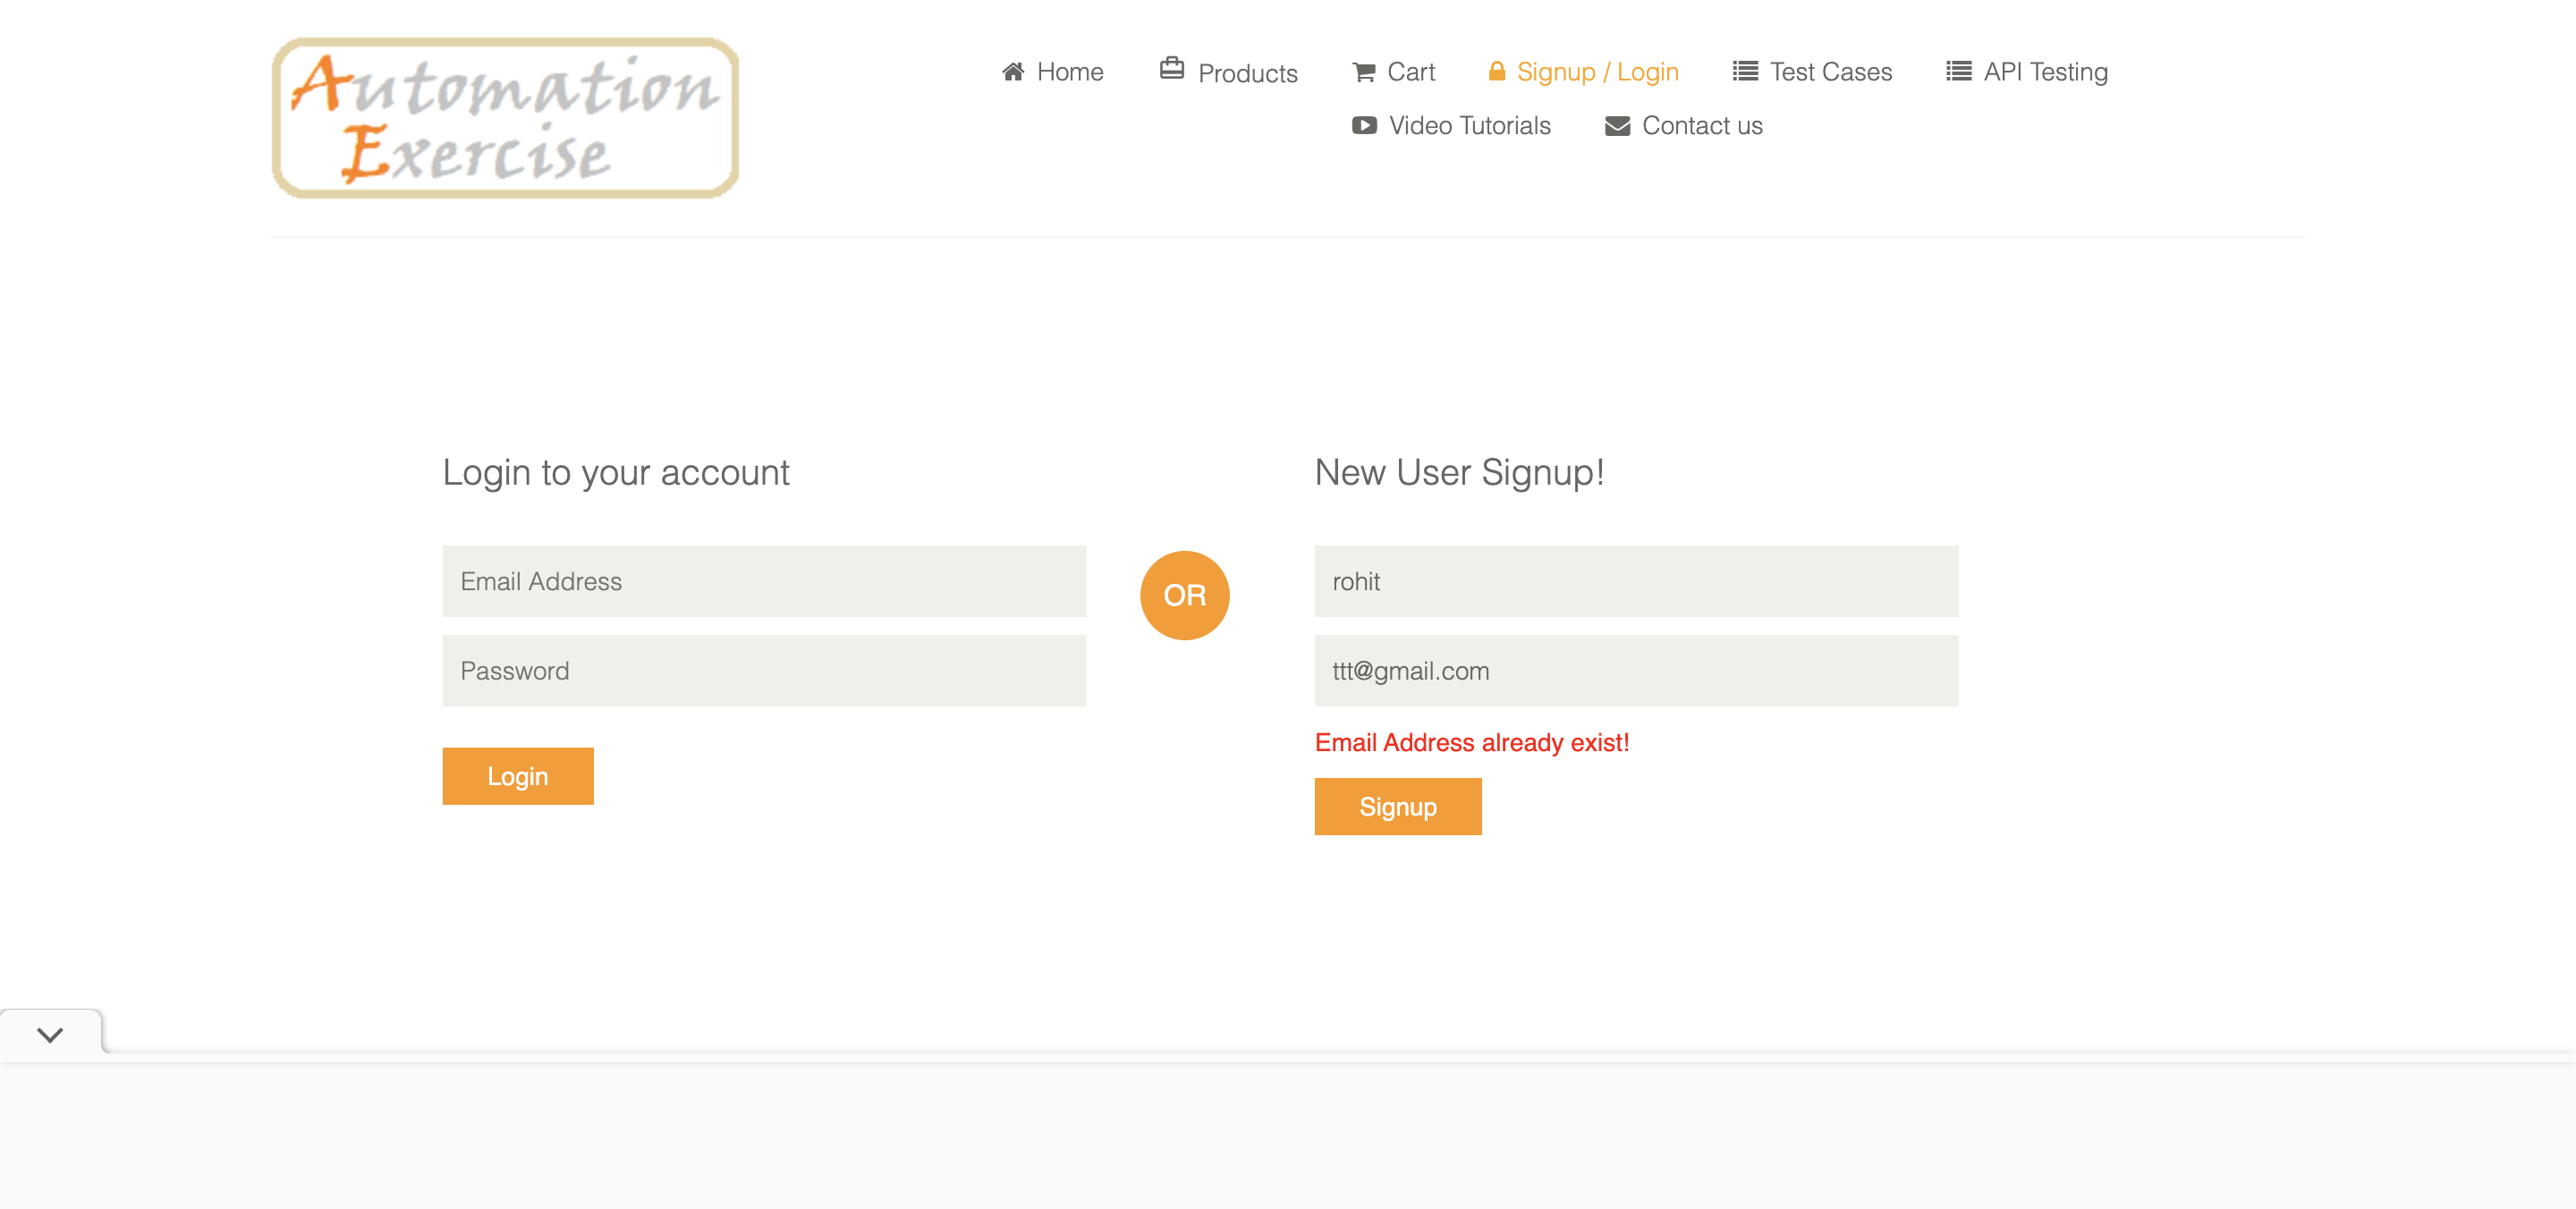 Automation
Exercise
Home Products Cart Signup / Login Test Cases API Testing
Video Tutorials Contact us
Login to your account
Email Address
Password
Login
OR
New User Signup!
rohit
ttt@gmail.com
Email Address already exist!
Signup